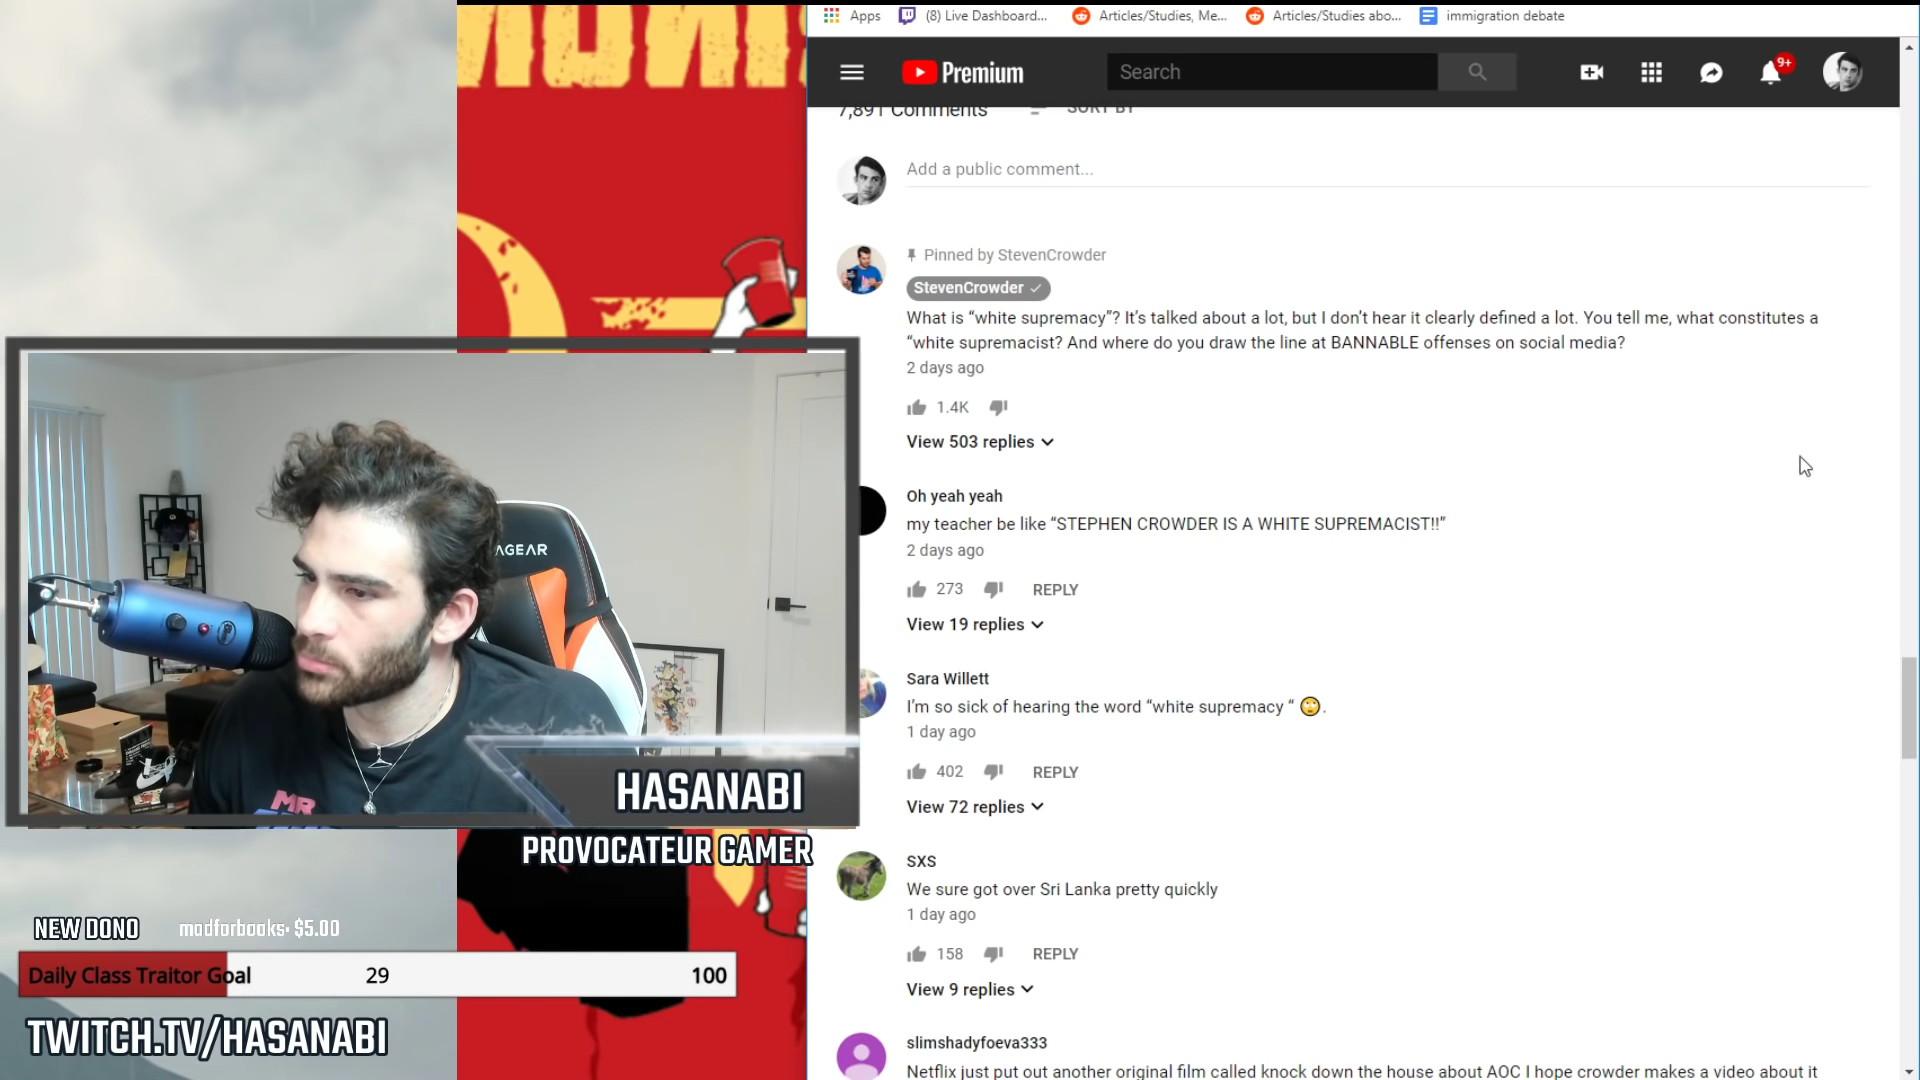 Apps
(8) Live Dashboard...
Articles/Studies, Me...
Articles/Studies abo...
immigration debate
Premium
Search
9+
7,891 Comments
SORT BY
Add a public comment...
Pinned by StevenCrowder
StevenCrowder
What is “white supremacy”? It’s talked about a lot, but I don’t hear it clearly defined a lot. You tell me, what constitutes a
“white supremacist? And where do you draw the line at BANNABLE offenses on social media?
2 days ago
1.4K
View 503 replies
Oh yeah yeah
my teacher be like “STEPHEN CROWDER IS A WHITE SUPREMACIST!!”
2 days ago
273
REPLY
View 19 replies
Sara Willett
I’m so sick of hearing the word “white supremacy “ 🙄.
1 day ago
402
REPLY
View 72 replies
SXS
We sure got over Sri Lanka pretty quickly
1 day ago
158
REPLY
View 9 replies
slimshadyfoeva333
Netflix just put out another original film called knock down the house about AOC I hope crowder makes a video about it
AGEAR
MR
HASANABI
PROVOCATEUR GAMER
NEW DONO
madforbooks: $5.00
Daily Class Traitor Goal
29
100
TWITCH.TV/HASANABI